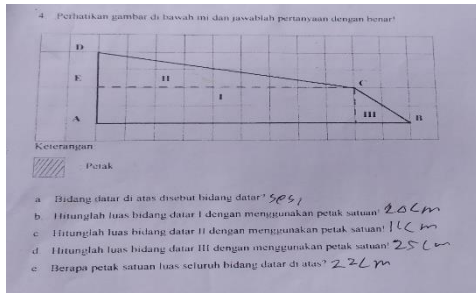 4 Perhatikan gambar di bawah ini dan jawablah pertanyaan dengan benar!
D
E II C
I
A III B
Keterangan
Petak
a Bidang datar di atas disebut bidang datar?
b. Hitunglah luas bidang datar I dengan menggunakan petak satuan! 20 Cm
c Hitunglah luas bidang datar II dengan menggunakan petak satuan! Cm
d Hitunglah luas bidang datar III dengan menggunakan petak satuan! 25 Cm
e Berapa petak satuan luas seluruh bidang datar di atas? 22 Cm